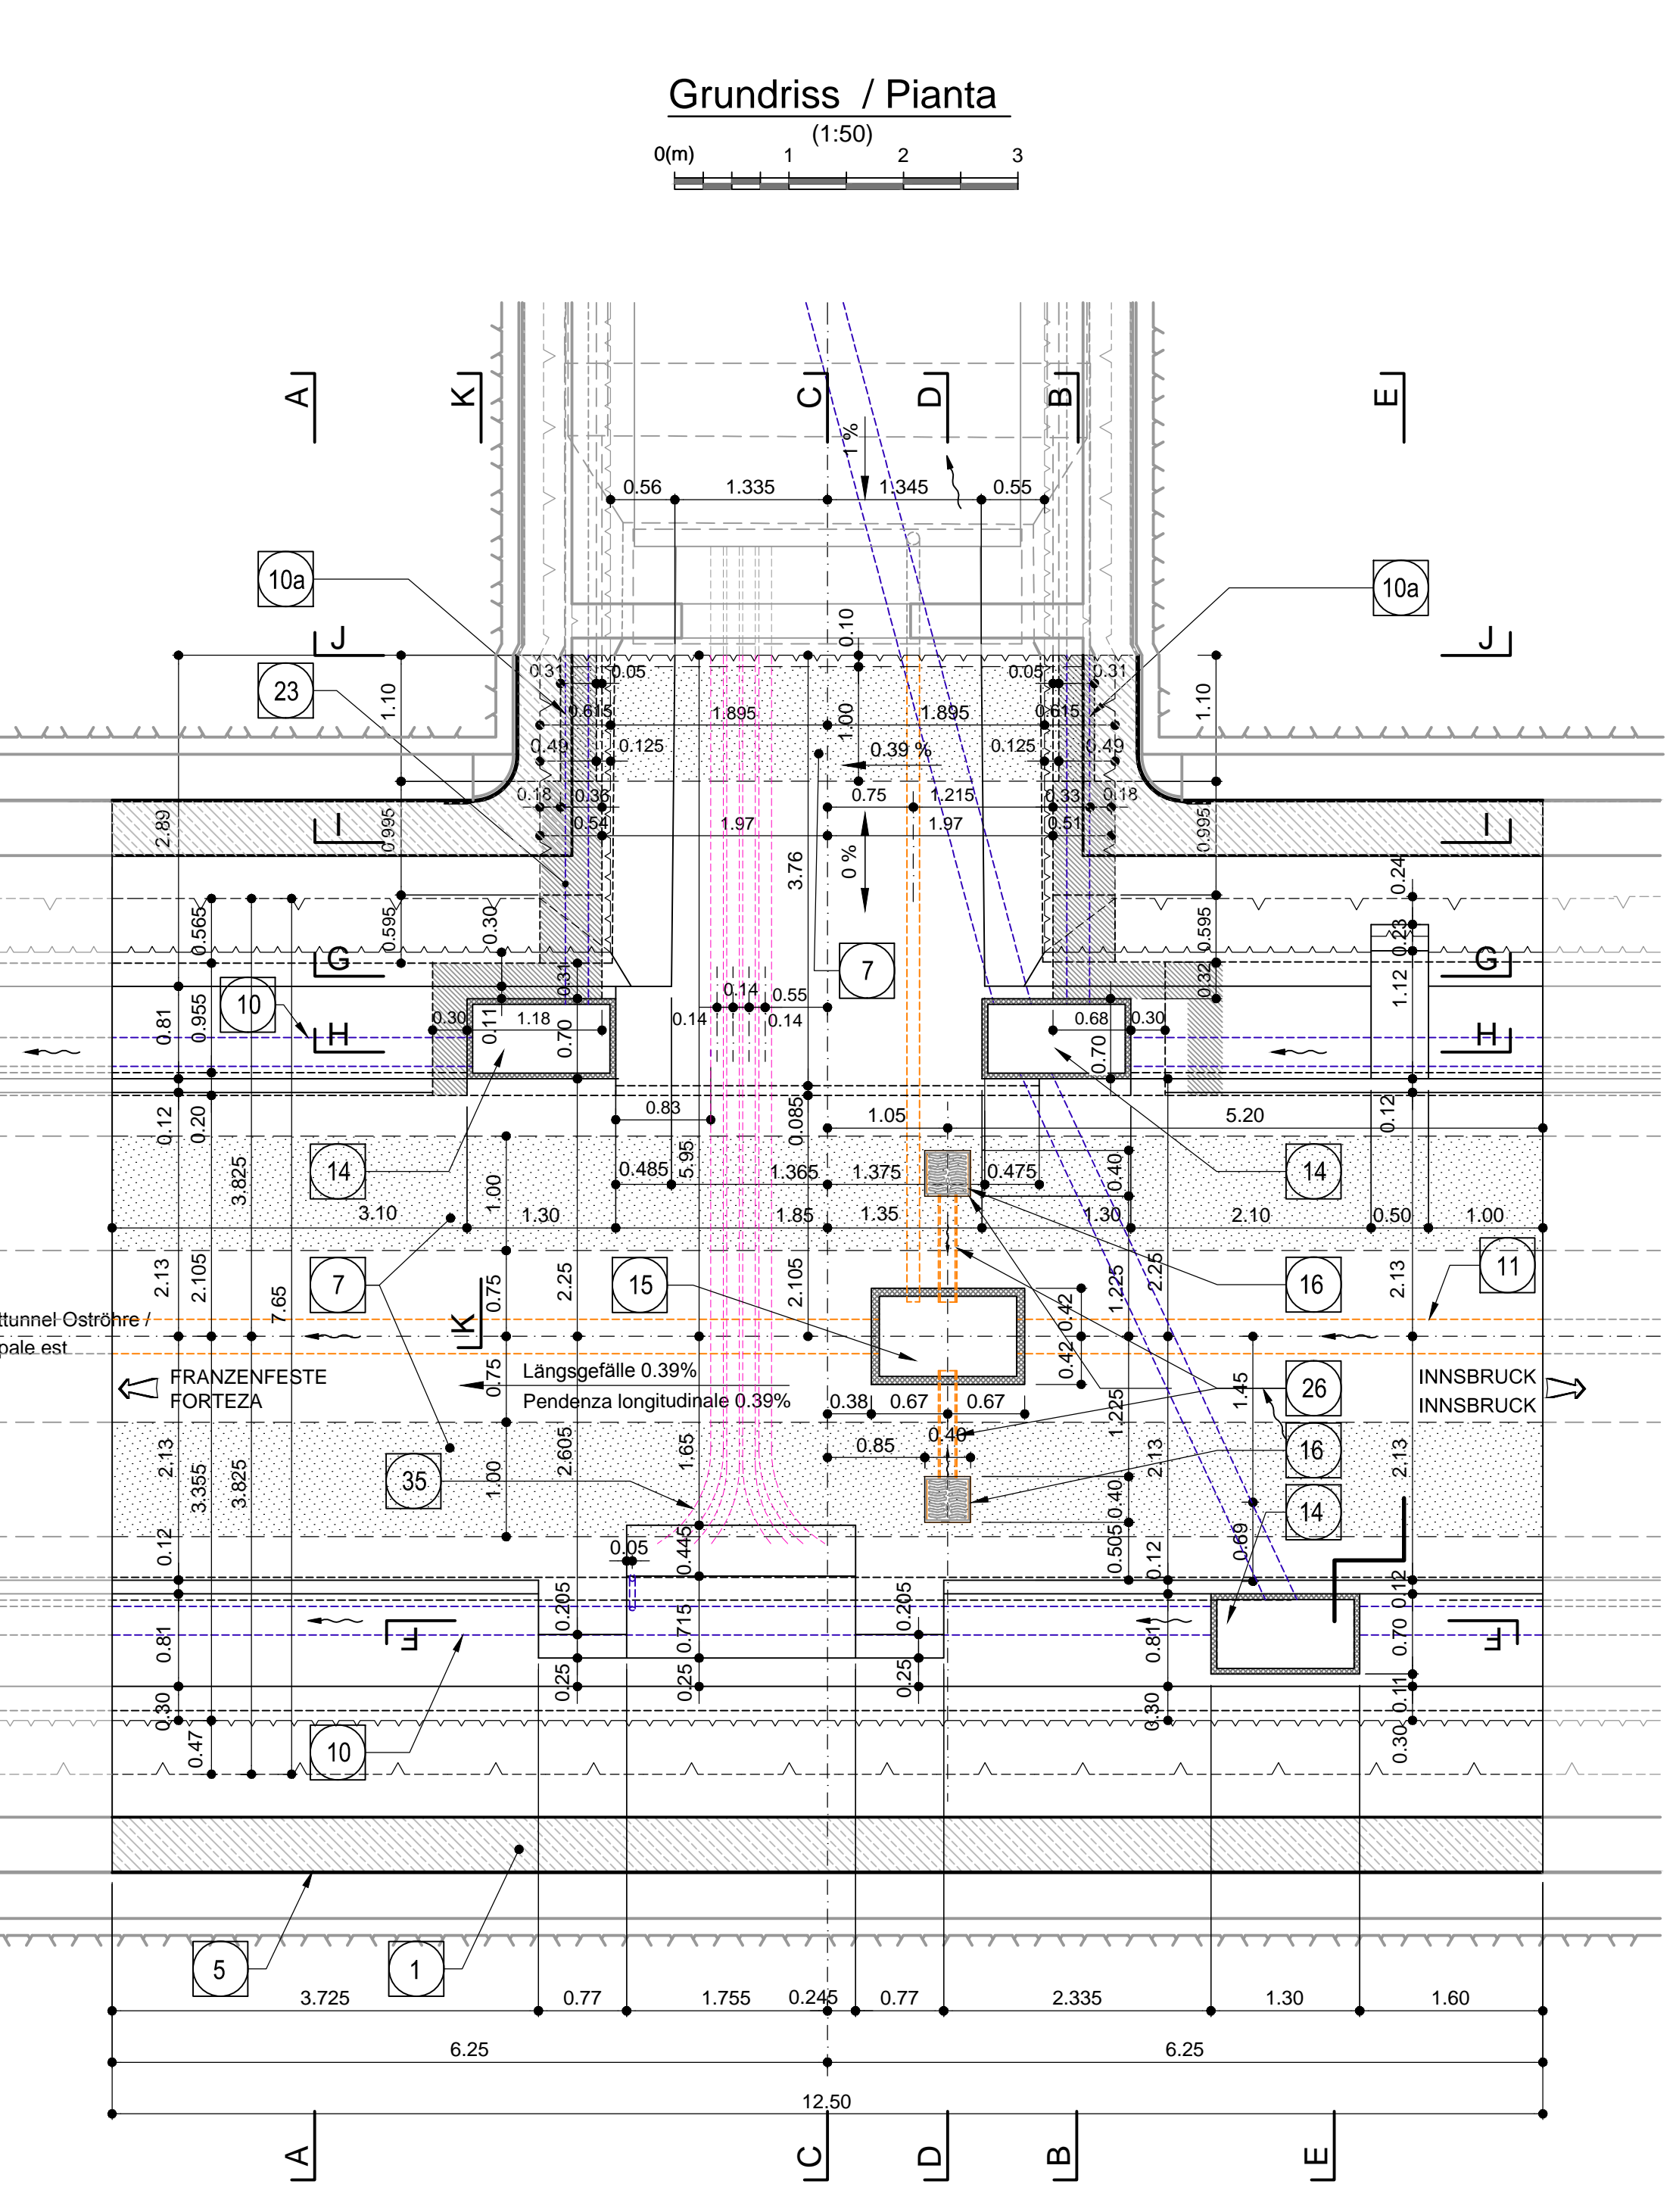 Grundriss / Pianta
(1:50)
0(m) 1 2 3
A K C D B E
1 %
0.56 1.335 1.345 0.55
10a 10a
J J
0.10
23
0.31 0.05 0.05 0.31
1.10 1.10
0.615 1.895 1.00 1.895 0.615
0.49 0.125 0.39 % 0.125 0.49
0.18 0.36 0.75 1.215 0.33 0.18
I I
2.89 0.995 0.54 1.97 1.97 0.51 0.995
3.76 0 % 0.24
0.565 0.595 0.30 0.595 0.23
G G
7
0.31 0.32 1.12
10
0.14 0.55
0.14 0.14
0.30 1.18 0.68 0.30
0.81 0.955 0.11 0.70 0.70
H H
0.83 0.085 1.05 5.20
0.12 0.20 0.12
14 14
3.825 1.00 0.485 5.95 1.365 1.375 0.475 0.40
3.10 1.30 1.85 1.35 1.30 2.10 0.50 1.00
11
7 15 16
2.13 2.105 7.65 0.75 2.25 2.105 0.42 1.225 2.25 2.13
K
ttunnel Oströhre /
pale est
FRANZENFESTE
FORTEZA
Längsgefälle 0.39%
Pendenza longitudinale 0.39%
INNSBRUCK
INNSBRUCK
0.75 0.42 1.45
26
0.38 0.67 0.67
1.225
0.40
0.85
16
2.13 3.355 3.825 1.00 2.605 1.65 2.13 2.13
35
0.40
14
0.12 0.05 0.445 0.505 0.12 0.69 0.12
0.81 0.205 0.715 0.205 0.81 0.70
F F
0.25 0.25 0.25
0.30 0.47 0.30 0.11
0.30
10
5 1
3.725 0.77 1.755 0.245 0.77 2.335 1.30 1.60
6.25 6.25
12.50
A C D B E